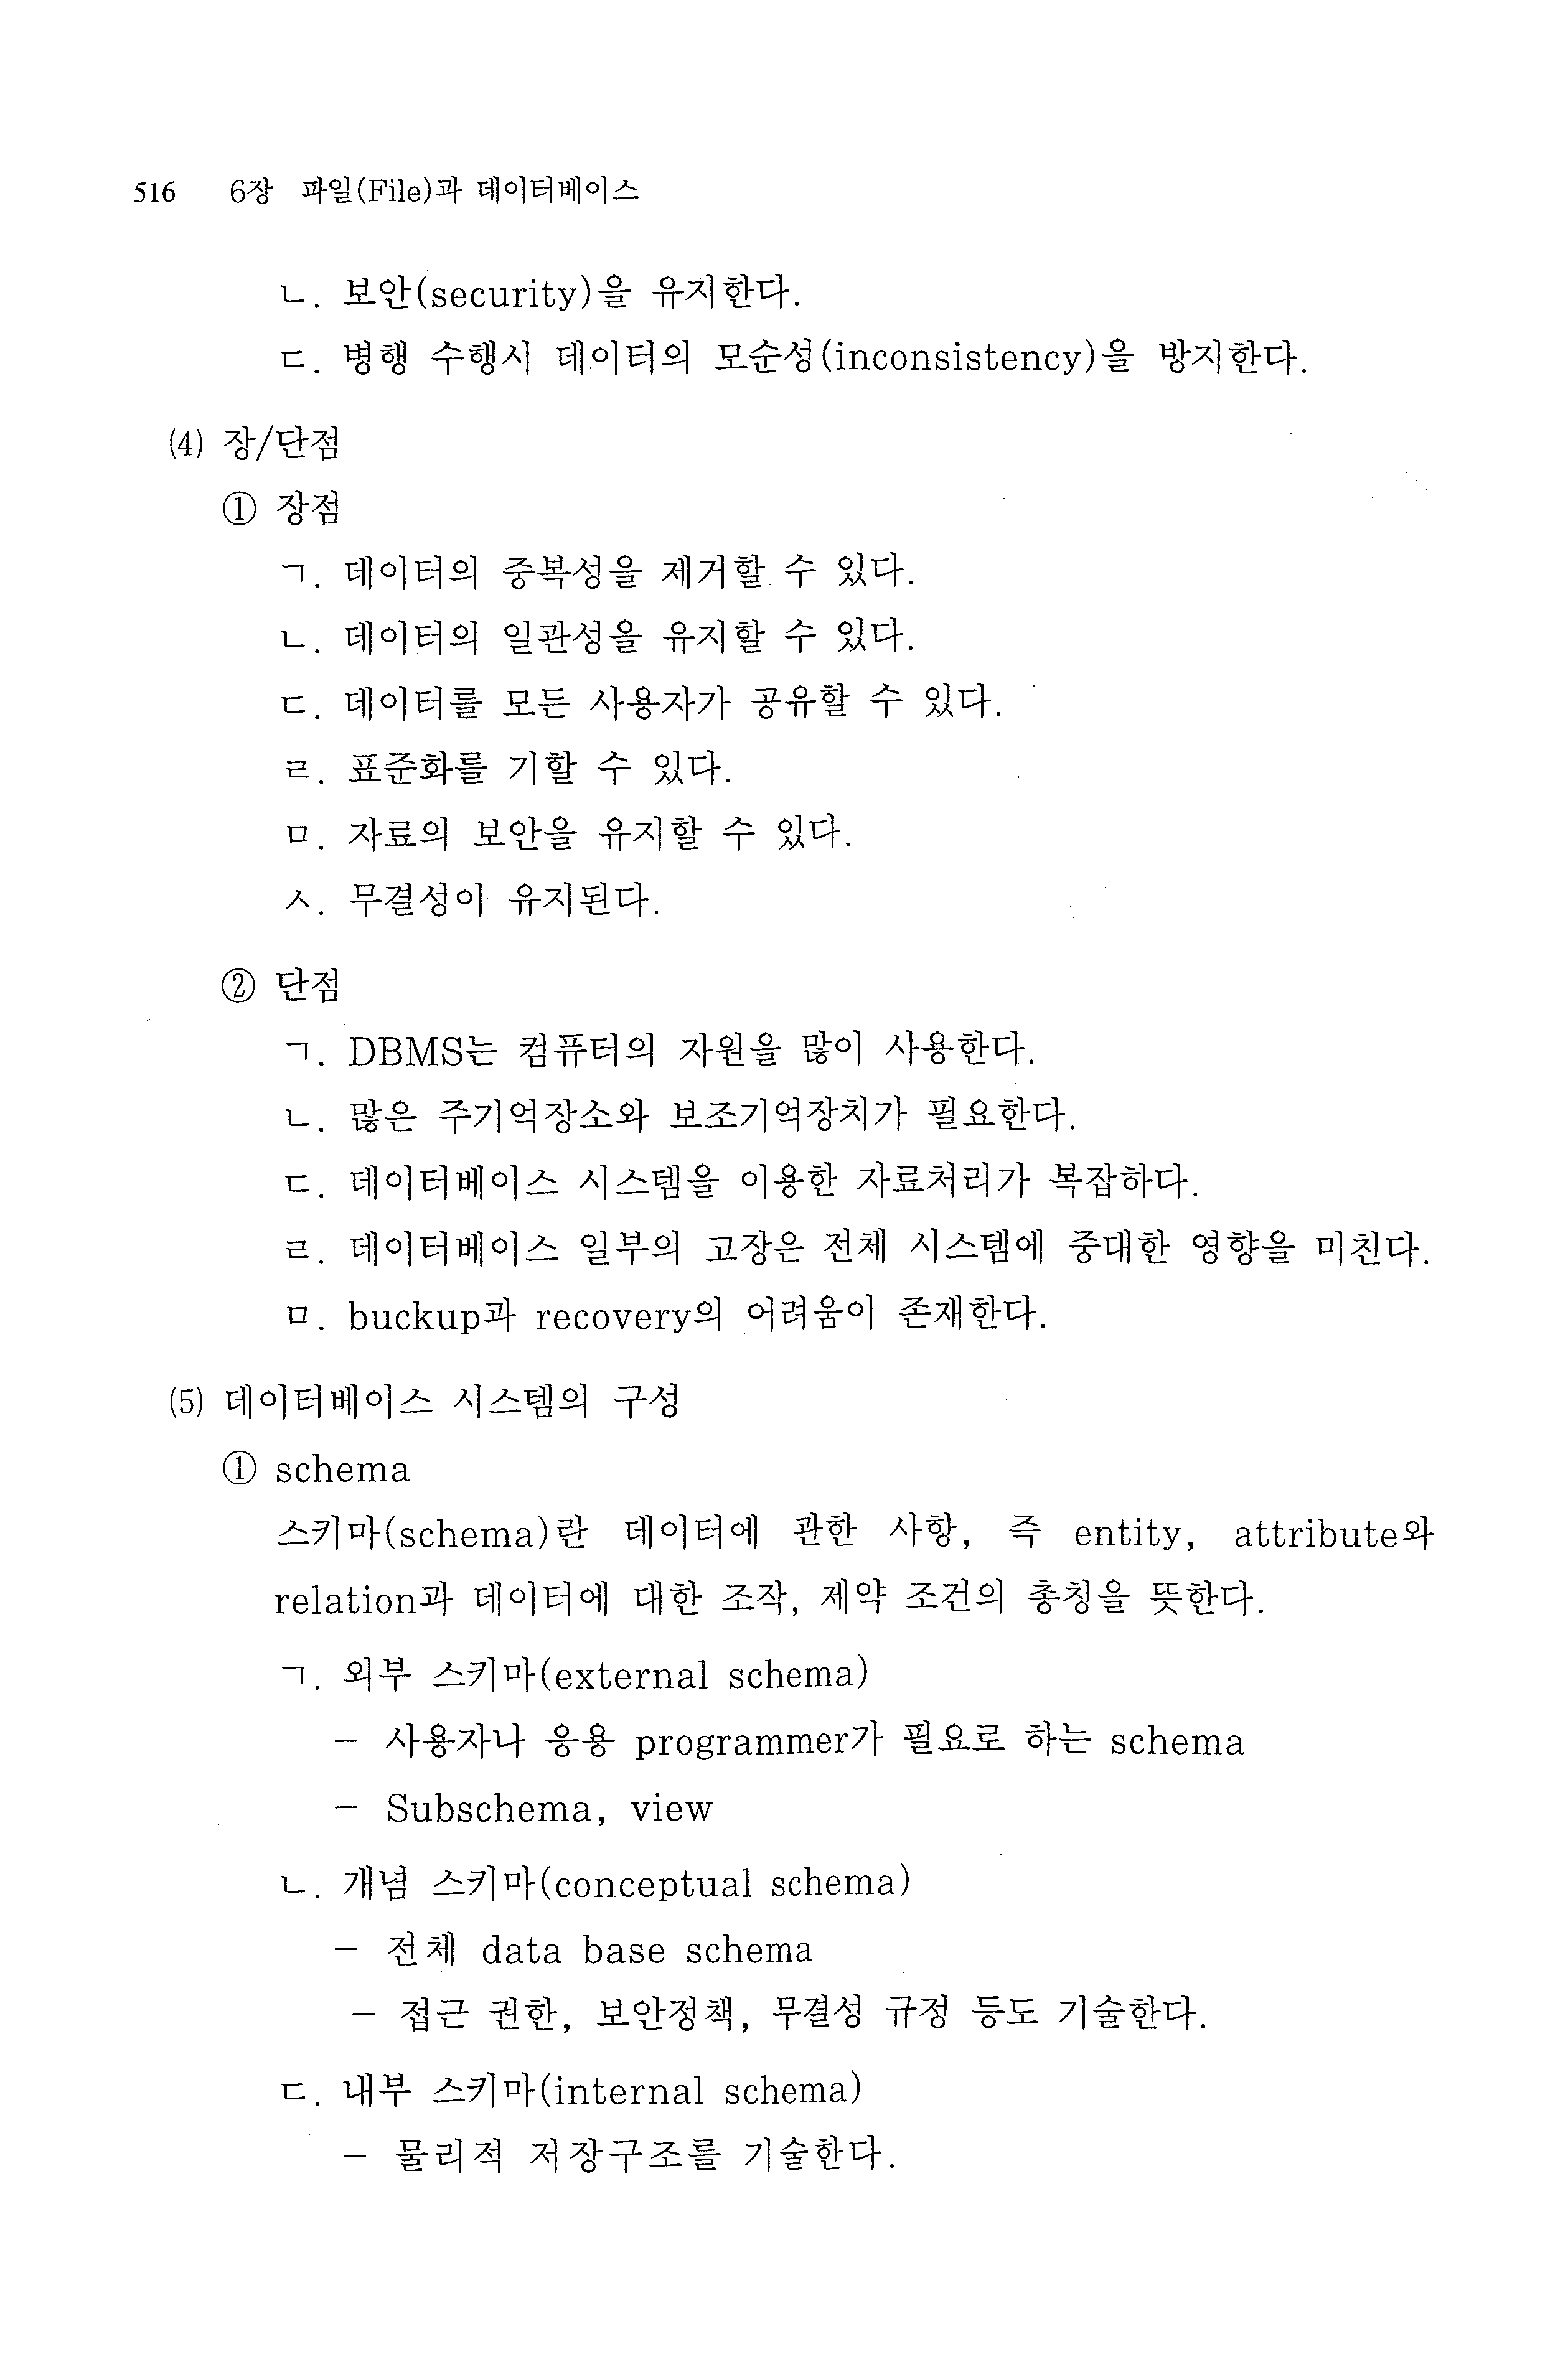 516 6장 파일(File)과 데이터베이스
ㄴ. 보안(security)을 유지한다.
ㄷ. 병행 수행시 데이터의 모순성(inconsistency)을 방지한다.
(4) 장/단점
① 장점
ㄱ. 데이터의 중복성을 제거할 수 있다.
ㄴ. 데이터의 일관성을 유지할 수 있다.
ㄷ. 데이터를 모든 사용자가 공유할 수 있다.
ㄹ. 표준화를 기할 수 있다.
ㅁ. 자료의 보안을 유지할 수 있다.
ㅅ. 무결성이 유지된다.
② 단점
ㄱ. DBMS는 컴퓨터의 자원을 많이 사용한다.
ㄴ. 많은 주기억장소와 보조기억장치가 필요한다.
ㄷ. 데이터베이스 시스템을 이용한 자료처리가 복잡하다.
ㄹ. 데이터베이스 일부의 고장은 전체 시스템에 중대한 영향을 미친다.
ㅁ. buckup과 recovery의 어려움이 존재한다.
(5) 데이터베이스 시스템의 구성
① schema
스키마(schema)란 데이터에 관한 사항, 즉 entity, attribute와
relation과 데이터에 대한 조작, 제약 조건의 총칭을 뜻한다.
ㄱ. 외부 스키마(external schema)
- 사용자나 응용 programmer가 필요로 하는 schema
- Subschema, view
ㄴ. 개념 스키마(conceptual schema)
- 전체 data base schema
- 접근 권한, 보안정책, 무결성 규정 등도 기술한다.
ㄷ. 내부 스키마(internal schema)
- 물리적 저장구조를 기술한다.